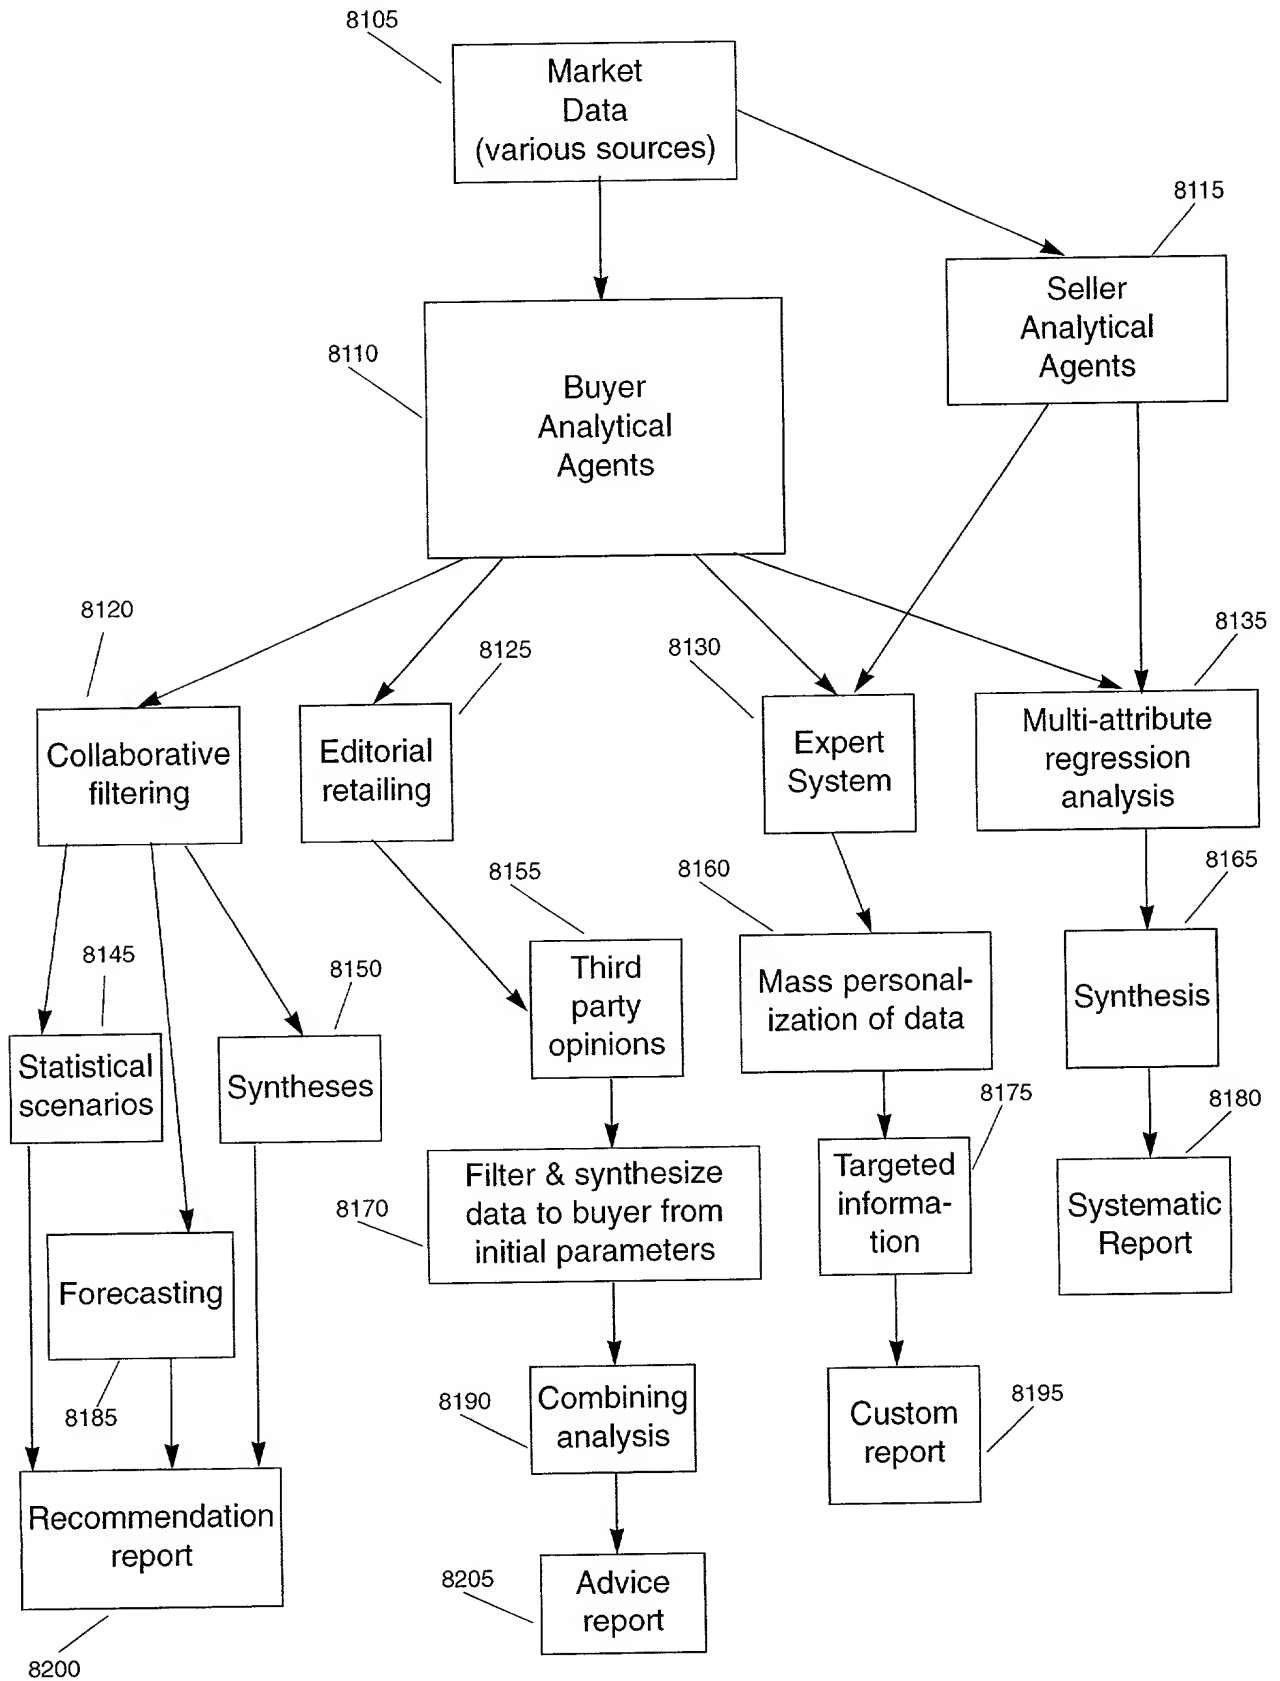 8105
Market
Data
(various sources)
8115
Seller
Analytical
Agents
8110
Buyer
Analytical
Agents
8120
8125
8130
8135
Collaborative
filtering
Editorial
retailing
Expert
System
Multi-attribute
regression
analysis
8145
8150
8155
8160
8165
Statistical
scenarios
Syntheses
Third
party
opinions
Mass personal-
ization of data
Synthesis
8170
8175
8180
Filter & synthesize
data to buyer from
initial parameters
Targeted
informa-
tion
Systematic
Report
Forecasting
8185
8190
Combining
analysis
Custom
report
8195
Recommendation
report
8200
8205
Advice
report